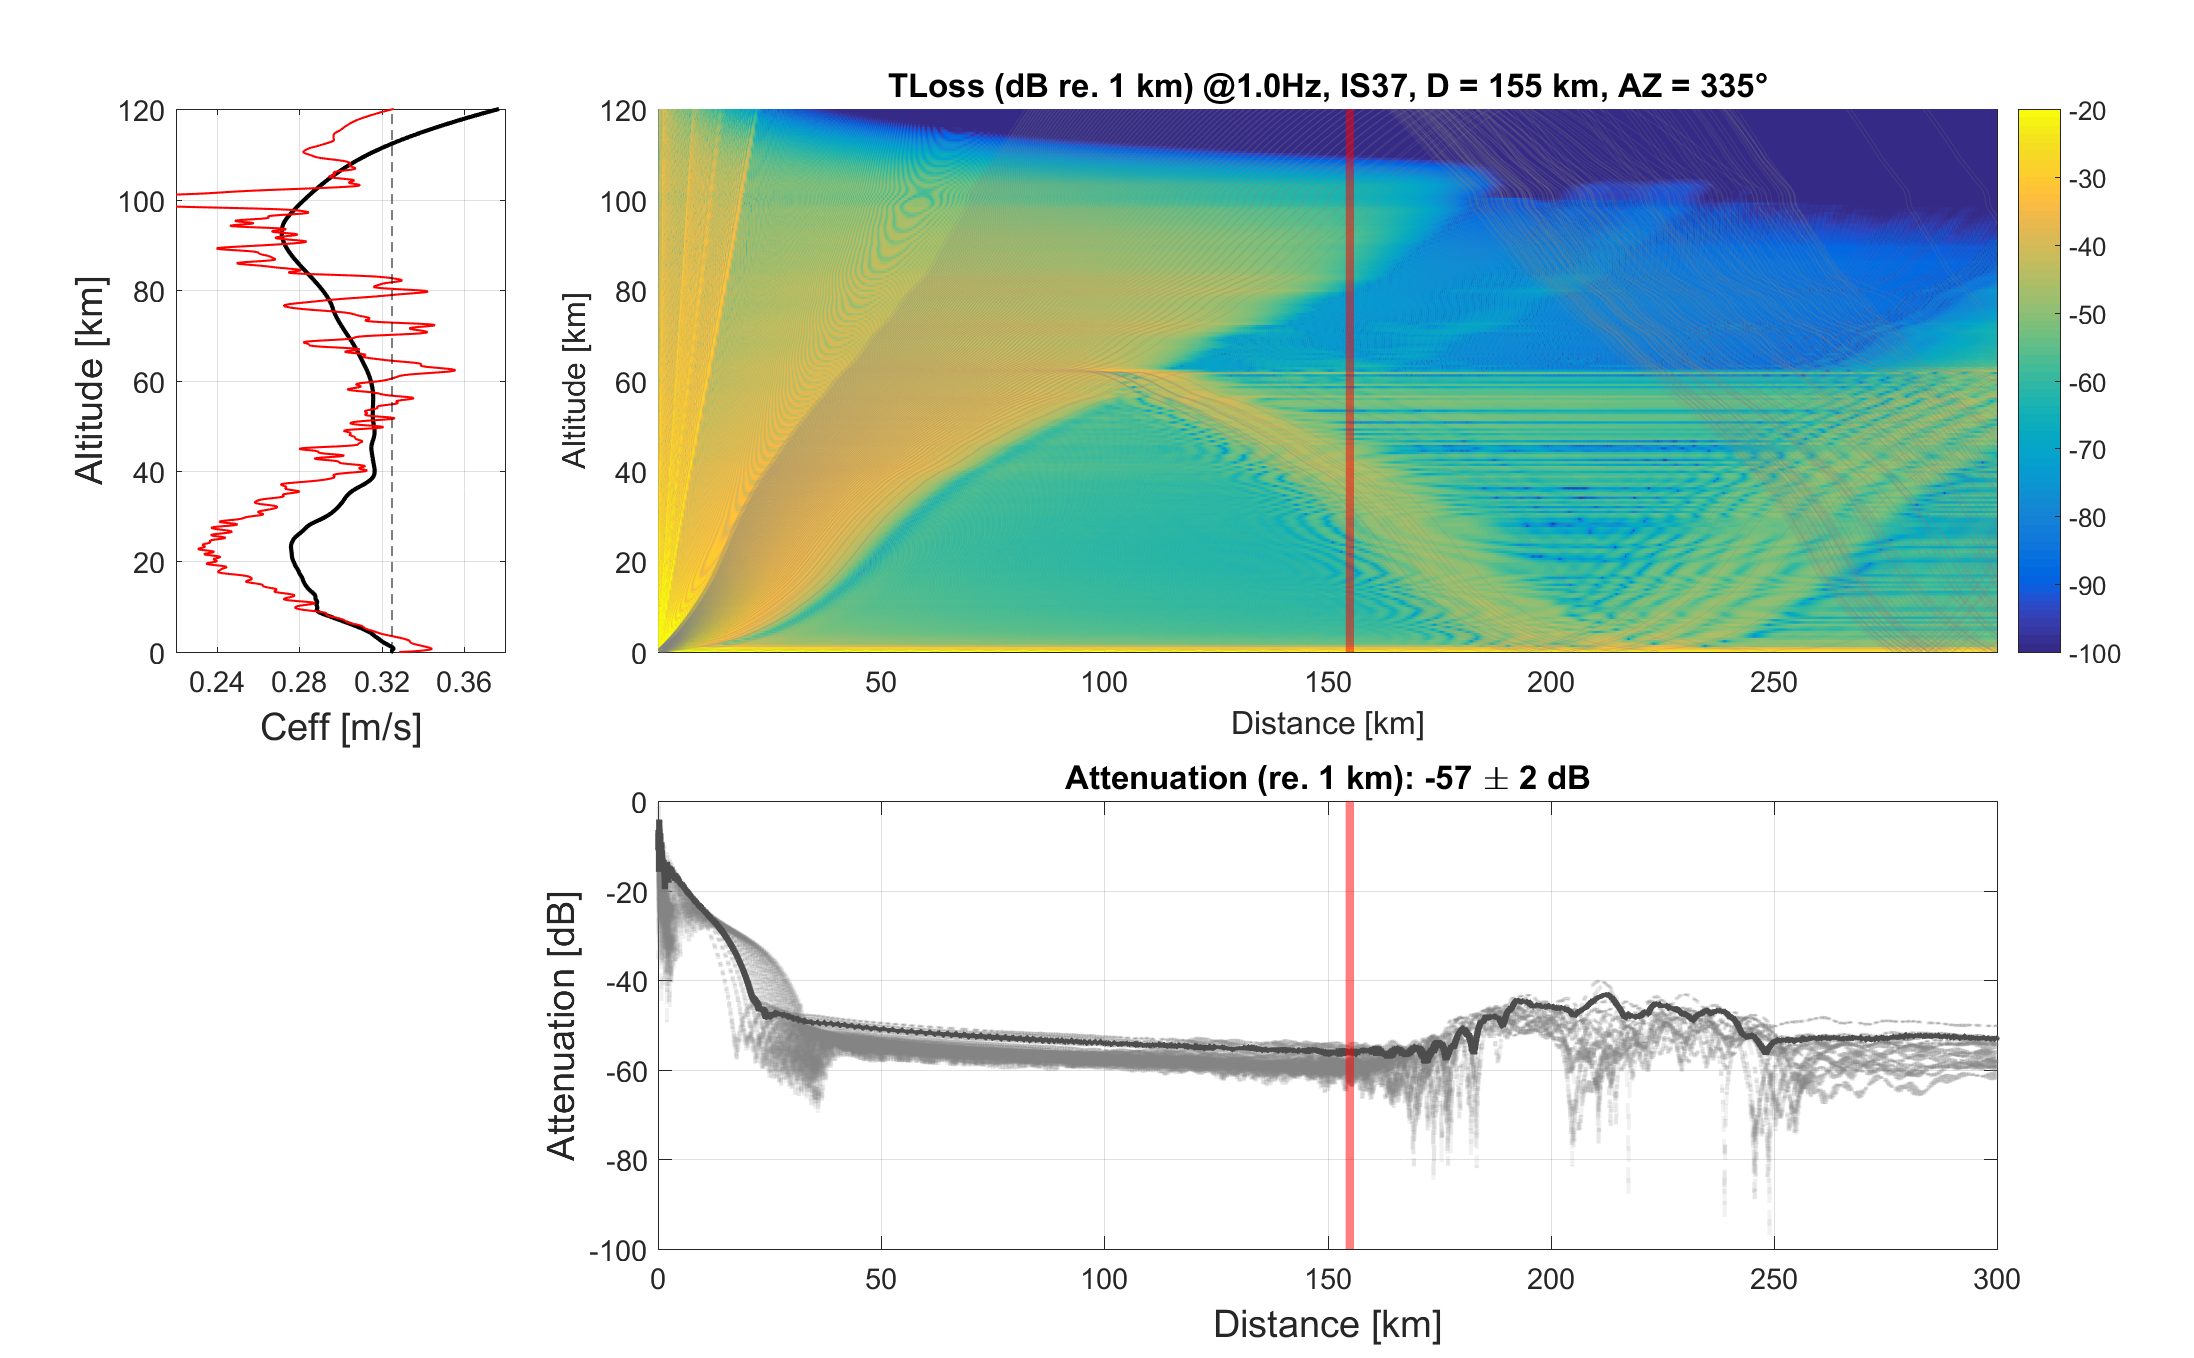 TLoss (dB re. 1 km) @1.0Hz, IS37, D = 155 km, AZ = 335°
120
100
80
60
40
20
0
Altitude [km]
0.24 0.28 0.32 0.36
Ceff [m/s]
120
100
80
60
40
20
0
Altitude [km]
50 100 150 200 250
Distance [km]
-20
-30
-40
-50
-60
-70
-80
-90
-100
Attenuation (re. 1 km): -57 ± 2 dB
0
-20
-40
-60
-80
-100
Attenuation [dB]
0 50 100 150 200 250 300
Distance [km]